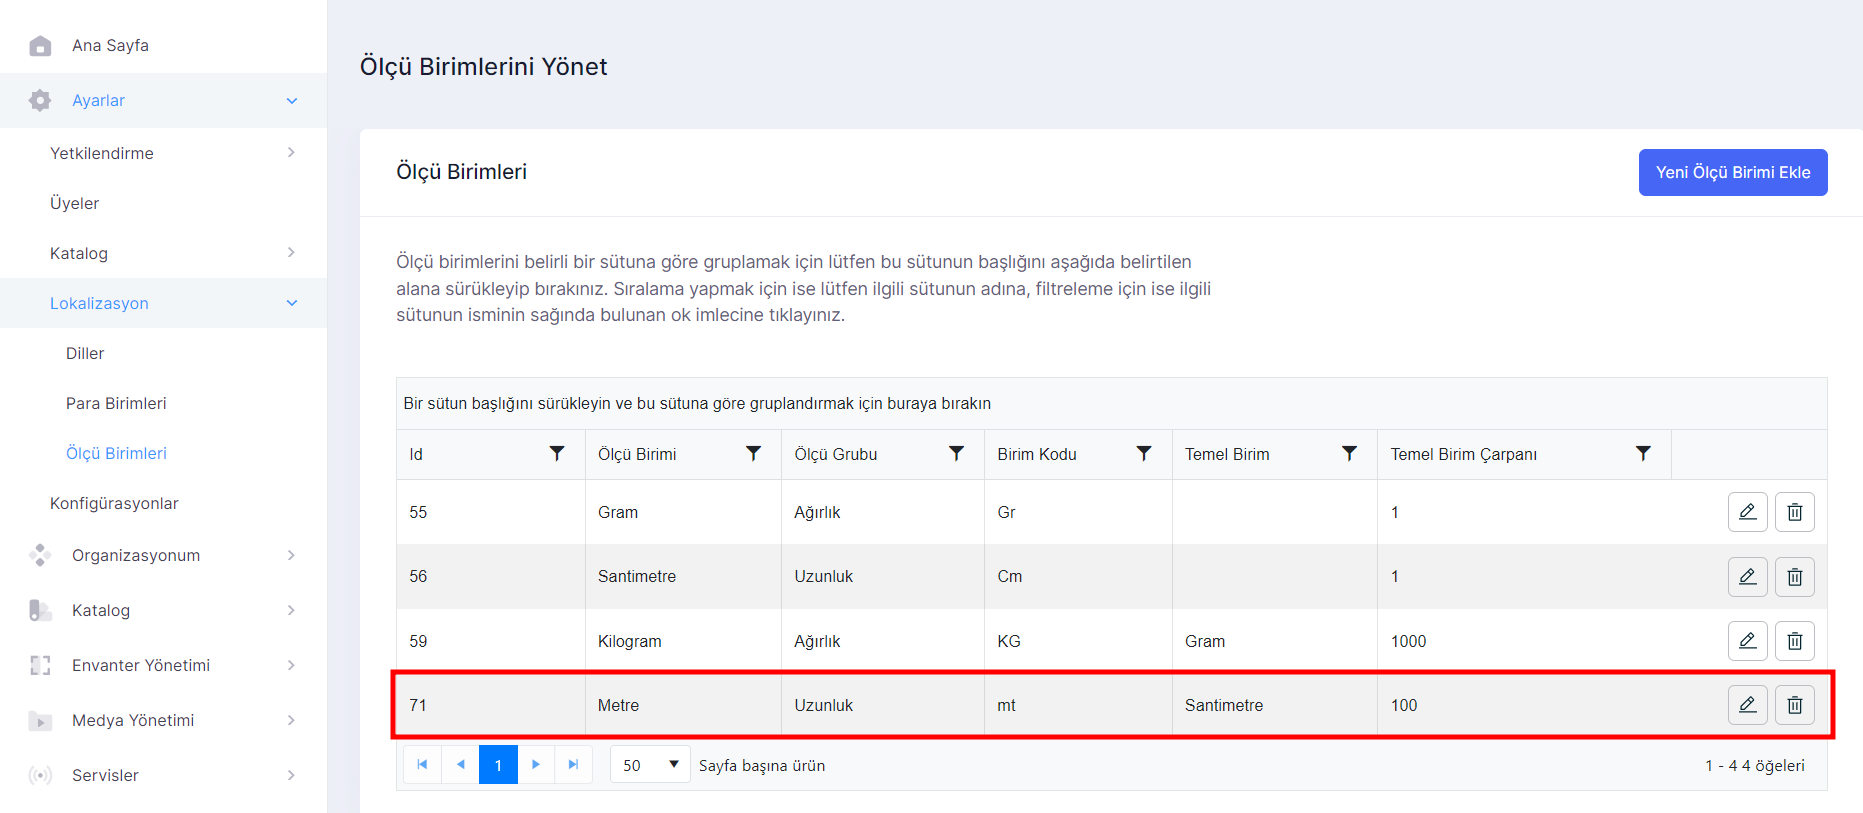 Ana Sayfa
Ayarlar
Yetkilendirme
Üyeler
Katalog
Lokalizasyon
Diller
Para Birimleri
Ölçü Birimleri
Konfigürasyonlar
Organizasyonum
Katalog
Envanter Yönetimi
Medya Yönetimi
Servisler
Ölçü Birimlerini Yönet
Ölçü Birimleri
Yeni Ölçü Birimi Ekle
Ölçü birimlerini belirli bir sütuna göre gruplamak için lütfen bu sütunun başlığını aşağıda belirtilen
alana sürükleyip bırakınız. Sıralama yapmak için ise lütfen ilgili sütunun adına, filtreleme için ise ilgili
sütunun isminin sağında bulunan ok imlecine tıklayınız.
Bir sütun başlığını sürükleyin ve bu sütuna göre gruplandırmak için buraya bırakın
Id Ölçü Birimi Ölçü Grubu Birim Kodu Temel Birim Temel Birim Çarpanı
55 Gram Ağırlık Gr 1
56 Santimetre Uzunluk Cm 1
59 Kilogram Ağırlık KG Gram 1000
71 Metre Uzunluk mt Santimetre 100
1 50 Sayfa başına ürün 1 - 4 4 öğeleri